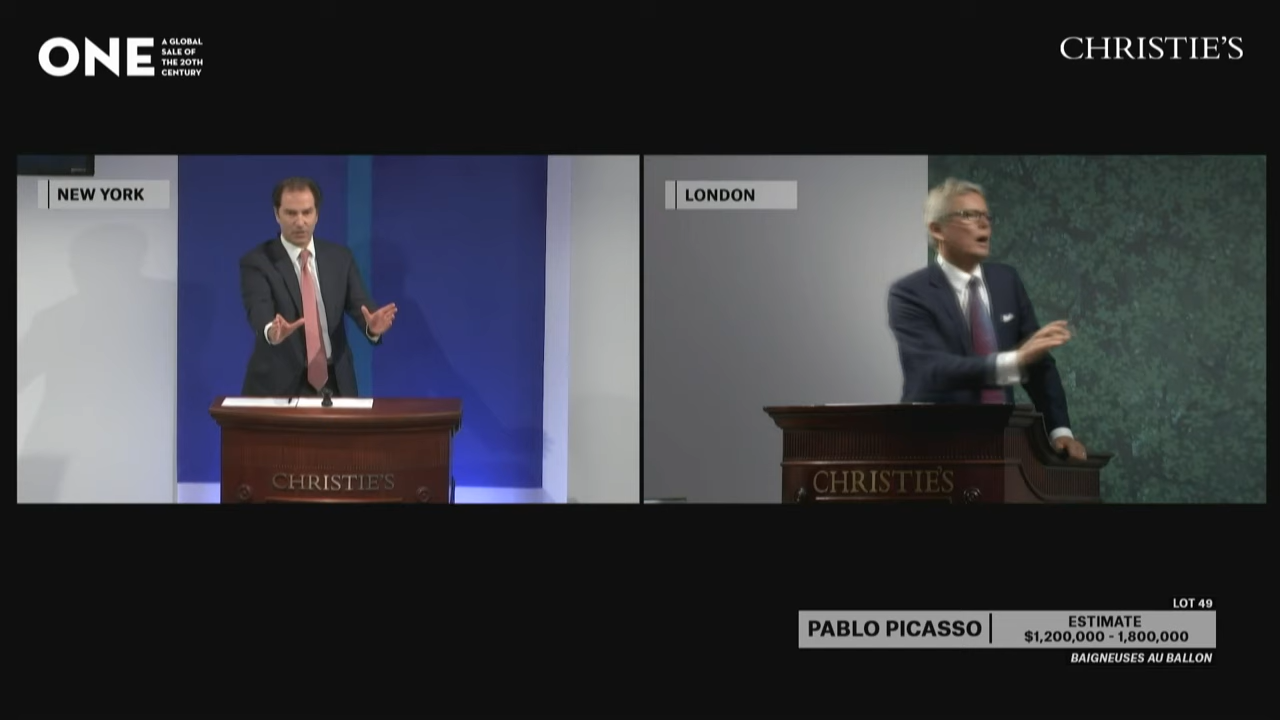 ONE
A GLOBAL
SALE OF
THE 20TH
CENTURY
CHRISTIE'S
NEW YORK
LONDON
CHRISTIE'S
CHRISTIE'S
LOT 49
PABLO PICASSO
ESTIMATE
$1,200,000 - 1,800,000
BAIGNEUSES AU BALLON